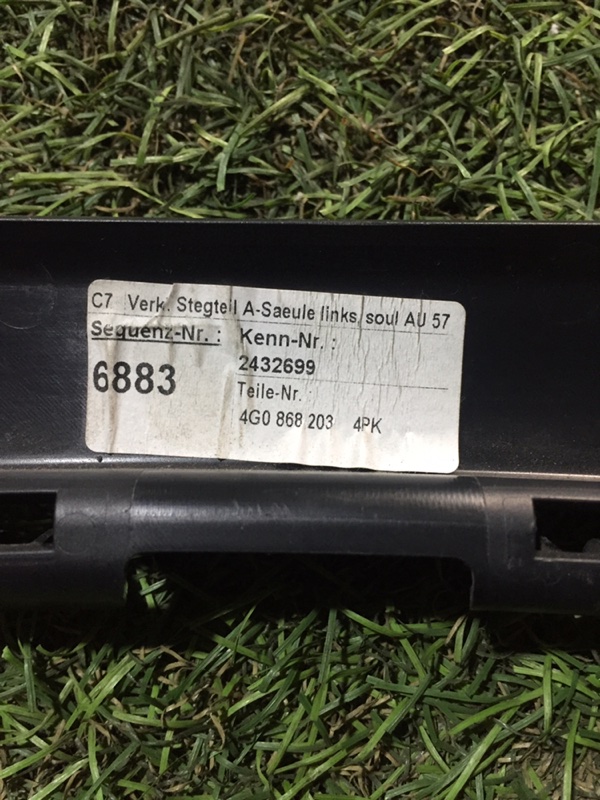 C7 Verk. Stegteil A-Saeule links, soul AU 57
Sequenz-Nr. : Kenn-Nr. :
2432699
6883
Teile-Nr.
4G0 868 203 4PK